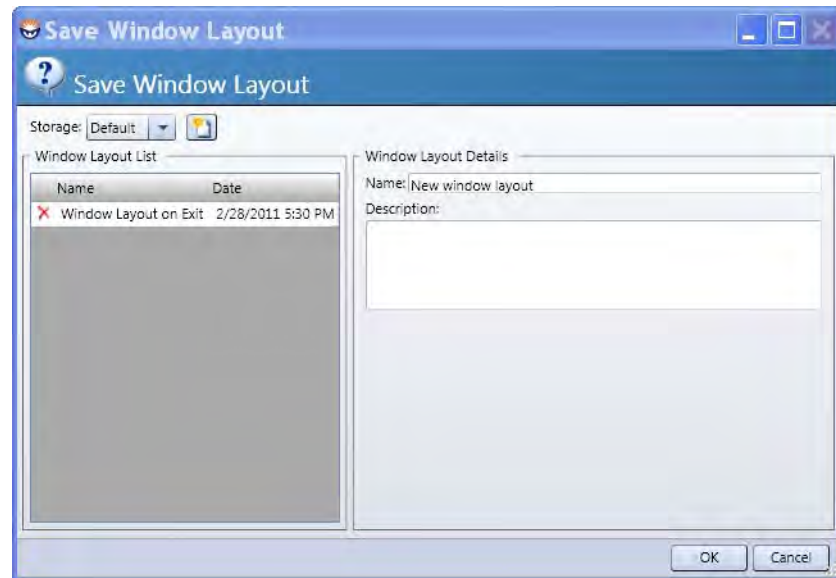 Save Window Layout
Save Window Layout
Storage: Default
Window Layout List
Name Date
Window Layout on Exit 2/28/2011 5:30 PM
Window Layout Details
Name: New window layout
Description:
OK Cancel